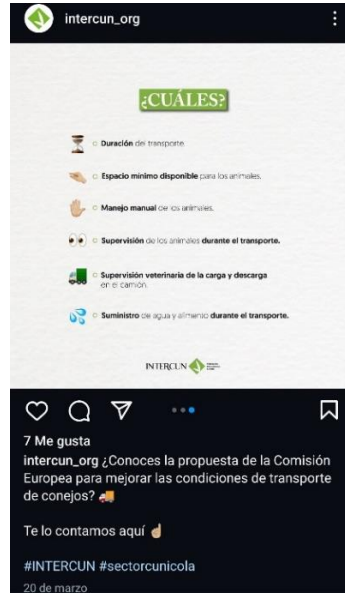 intercun_org
¿CUÁLES?
Duración del transporte.
Espacio mínimo disponible para los animales.
Manejo manual de los animales.
Supervisión de los animales durante el transporte.
Supervisión veterinaria de la carga y descarga
en el camión.
Suministro de agua y alimento durante el transporte.
INTERCUN
7 Me gusta
intercun_org ¿Conoces la propuesta de la Comisión
Europea para mejorar las condiciones de transporte
de conejos? 🚚
Te lo contamos aquí ☝🏼
#INTERCUN #sectorcunicola
20 de marzo